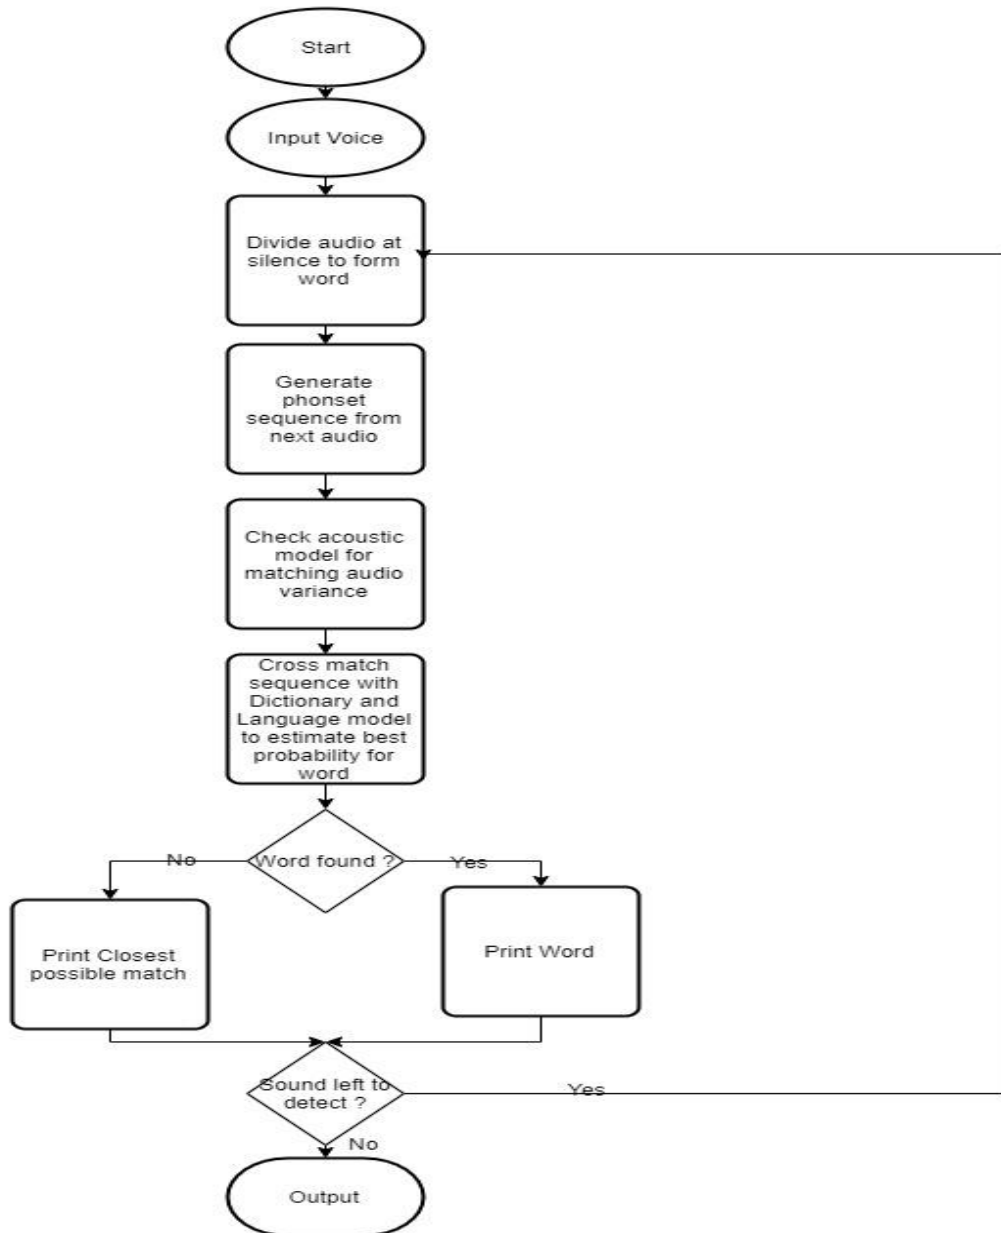 Start
Input Voice
Divide audio at
silence to form
word
Generate
phonset
sequence from
next audio
Check acoustic
model for
matching audio
variance
Cross match
sequence with
Dictionary and
Language model
to estimate best
probability for
word
No
Word found ?
Yes
Print Closest
possible match
Print Word
Sound left to
detect ?
Yes
No
Output